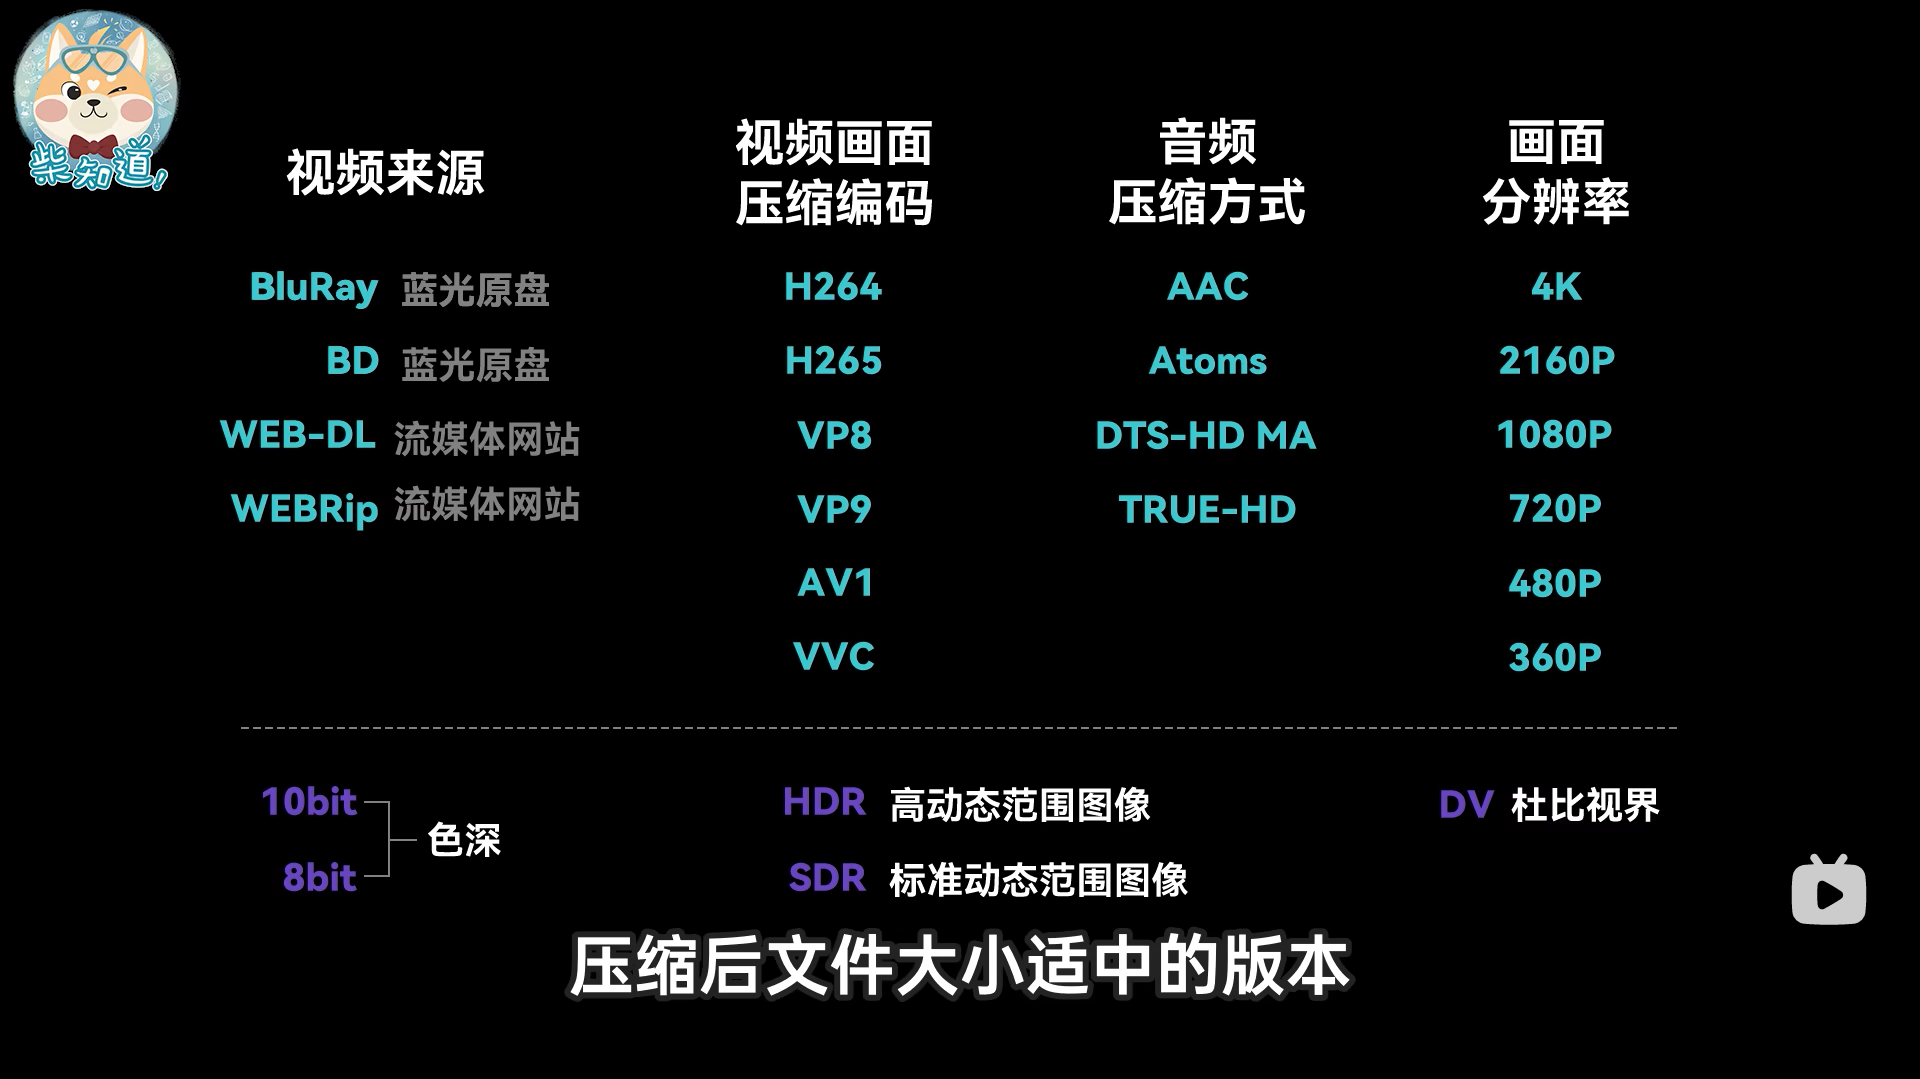 柴知道!
视频来源
BluRay 蓝光原盘
BD 蓝光原盘
WEB-DL 流媒体网站
WEBRip 流媒体网站
视频画面
压缩编码
H264
H265
VP8
VP9
AV1
VVC
音频
压缩方式
AAC
Atoms
DTS-HD MA
TRUE-HD
画面
分辨率
4K
2160P
1080P
720P
480P
360P
10bit
8bit
色深
HDR 高动态范围图像
SDR 标准动态范围图像
DV 杜比视界
压缩后文件大小适中的版本